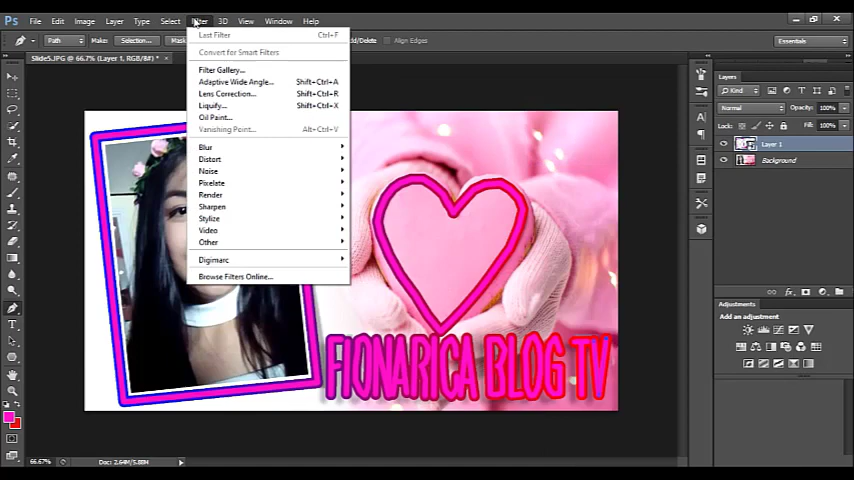 Ps File Edit Image Layer Type Select Filter 3D View Window Help
Path Make: Selection... Mask Add/Delete Align Edges Essentials
Slide5.JPG @ 66.7% (Layer 1, RGB/8#) * ×
Last Filter Ctrl+F
Convert for Smart Filters
Filter Gallery...
Adaptive Wide Angle... Shift+Ctrl+A
Lens Correction... Shift+Ctrl+R
Liquify... Shift+Ctrl+X
Oil Paint...
Vanishing Point... Alt+Ctrl+V
Blur
Distort
Noise
Pixelate
Render
Sharpen
Stylize
Video
Other
Digimarc
Browse Filters Online...
FIONARICA BLOG TV
Layers
Kind
Normal Opacity: 100%
Lock: Fill: 100%
Layer 1
Background
Adjustments
Add an adjustment
66.67% Doc: 2.64M/5.88M